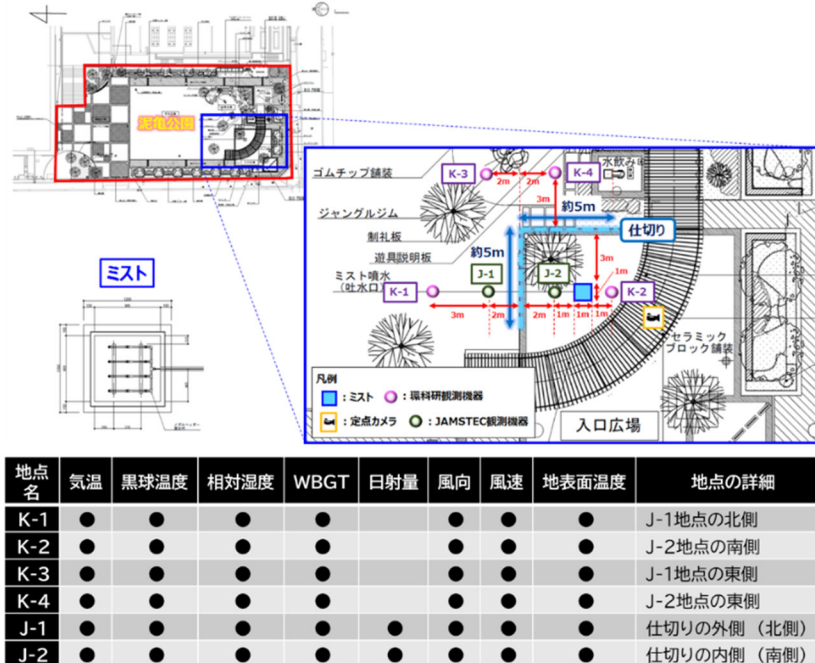 泥亀公園
ミスト
ゴムチップ舗装
K-3
K-4
水飲み
2m
2m
3m
約5m
ジャングルジム
仕切り
制札板
約5m
遊具説明板
3m
ミスト噴水
(吐水口)
J-1
J-2
1m
K-1
K-2
3m
2m
2m
1m
1m
1m
セラミック
ブロック舗装
凡例
:ミスト
:環科研観測機器
:定点カメラ
:JAMSTEC観測機器
入口広場
地点名 気温 黒球温度 相対湿度 WBGT 日射量 風向 風速 地表面温度 地点の詳細
K-1 ● ● ● ● ● ● ● J-1地点の北側
K-2 ● ● ● ● ● ● ● J-2地点の南側
K-3 ● ● ● ● ● ● ● J-1地点の東側
K-4 ● ● ● ● ● ● ● J-2地点の東側
J-1 ● ● ● ● ● ● ● ● 仕切りの外側(北側)
J-2 ● ● ● ● ● ● ● ● 仕切りの内側(南側)